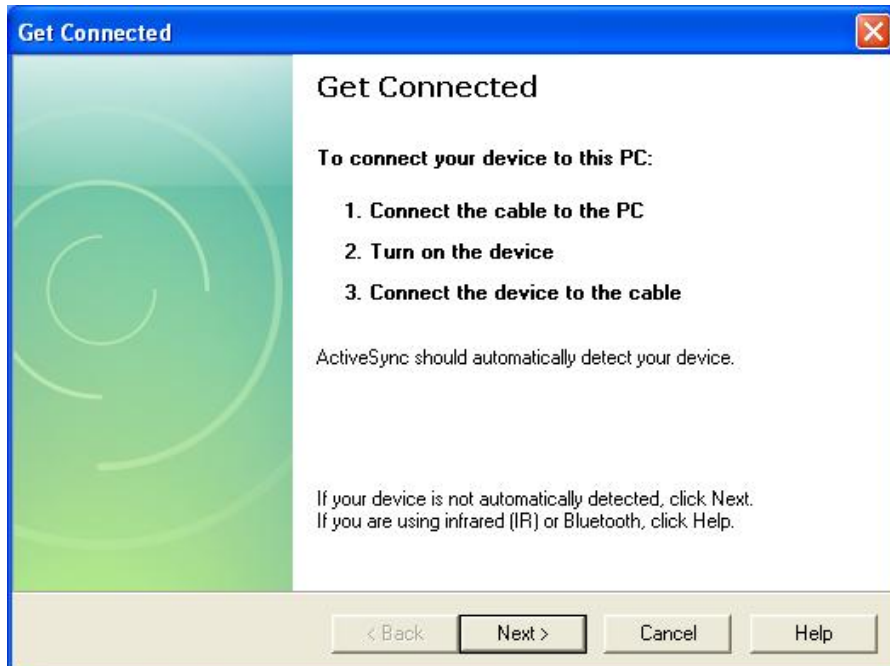 Get Connected
Get Connected
To connect your device to this PC:
1. Connect the cable to the PC
2. Turn on the device
3. Connect the device to the cable
ActiveSync should automatically detect your device.
If your device is not automatically detected, click Next.
If you are using infrared (IR) or Bluetooth, click Help.
< Back Next > Cancel Help